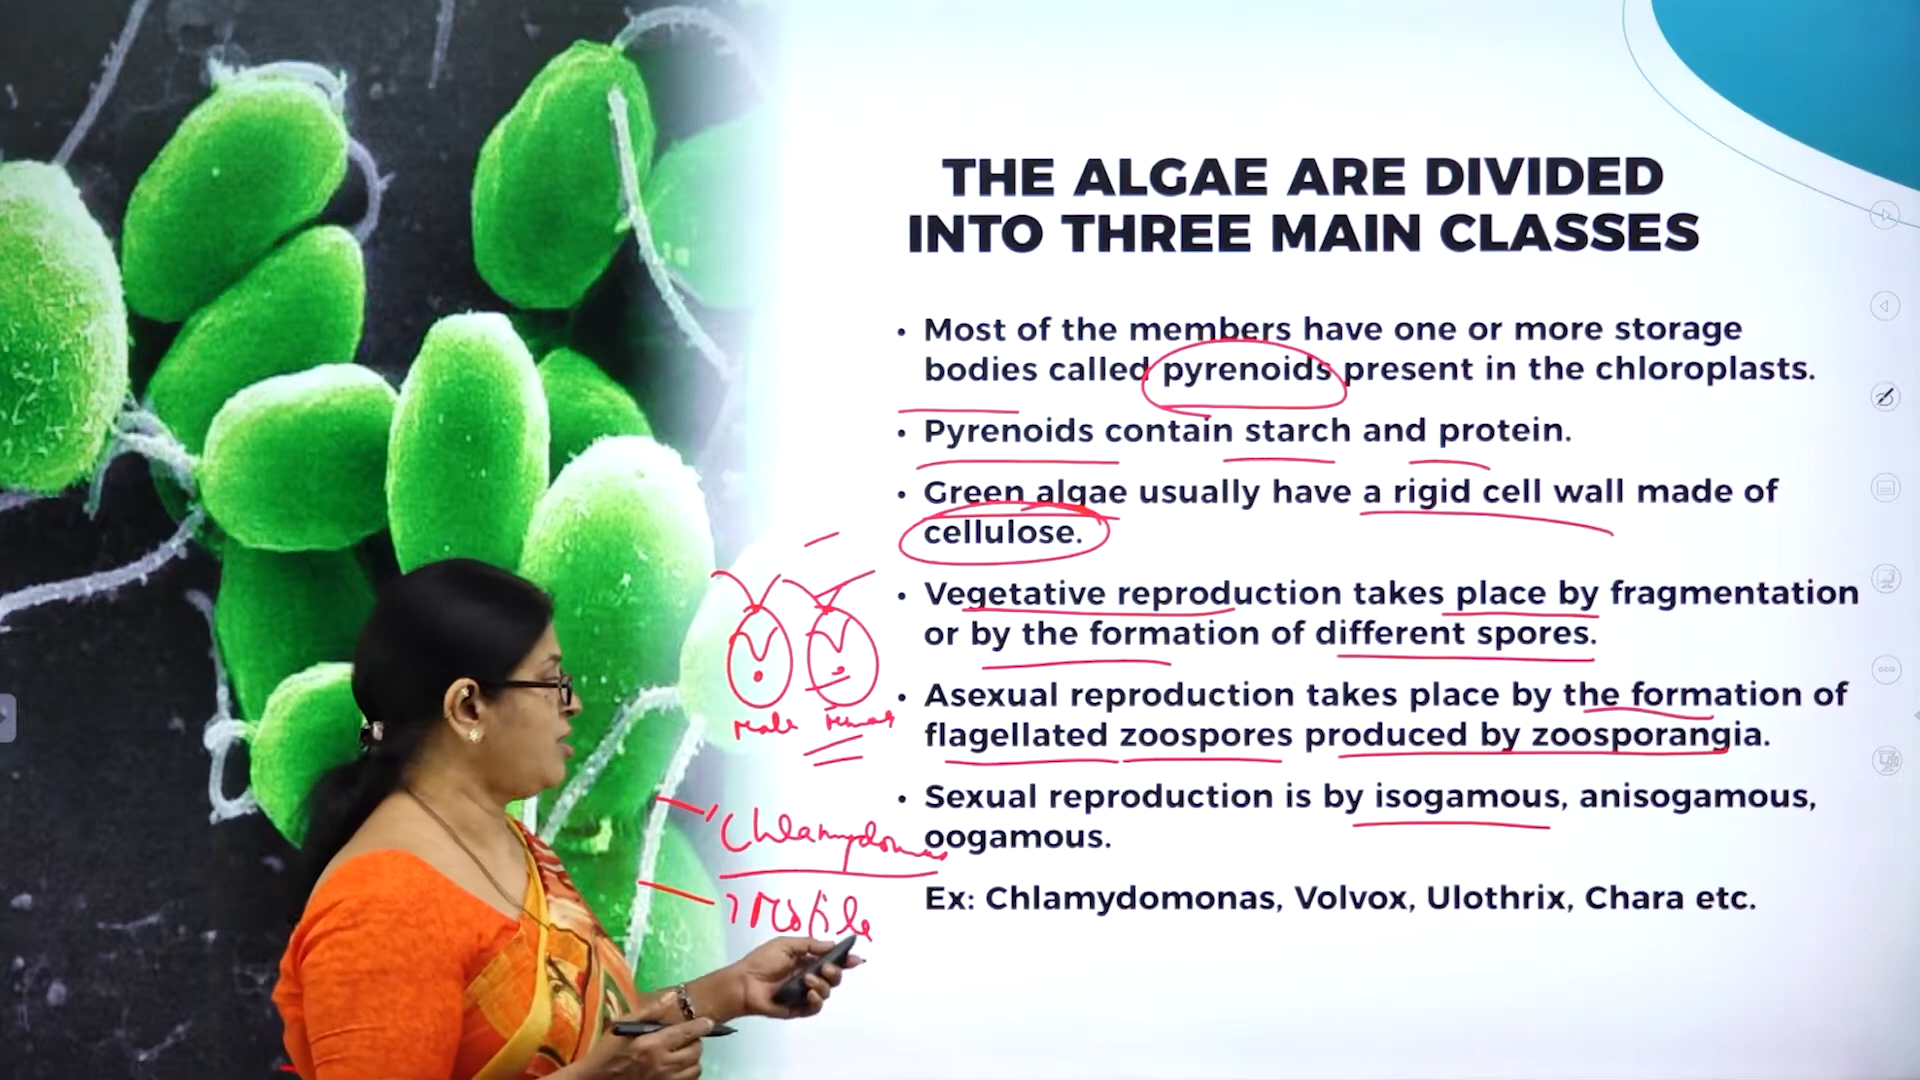 THE ALGAE ARE DIVIDED
INTO THREE MAIN CLASSES
• Most of the members have one or more storage
bodies called pyrenoids present in the chloroplasts.
• Pyrenoids contain starch and protein.
• Green algae usually have a rigid cell wall made of
cellulose.
• Vegetative reproduction takes place by fragmentation
or by the formation of different spores.
• Asexual reproduction takes place by the formation of
flagellated zoospores produced by zoosporangia.
• Sexual reproduction is by isogamous, anisogamous,
oogamous.
Ex: Chlamydomonas, Volvox, Ulothrix, Chara etc.
male
Motile